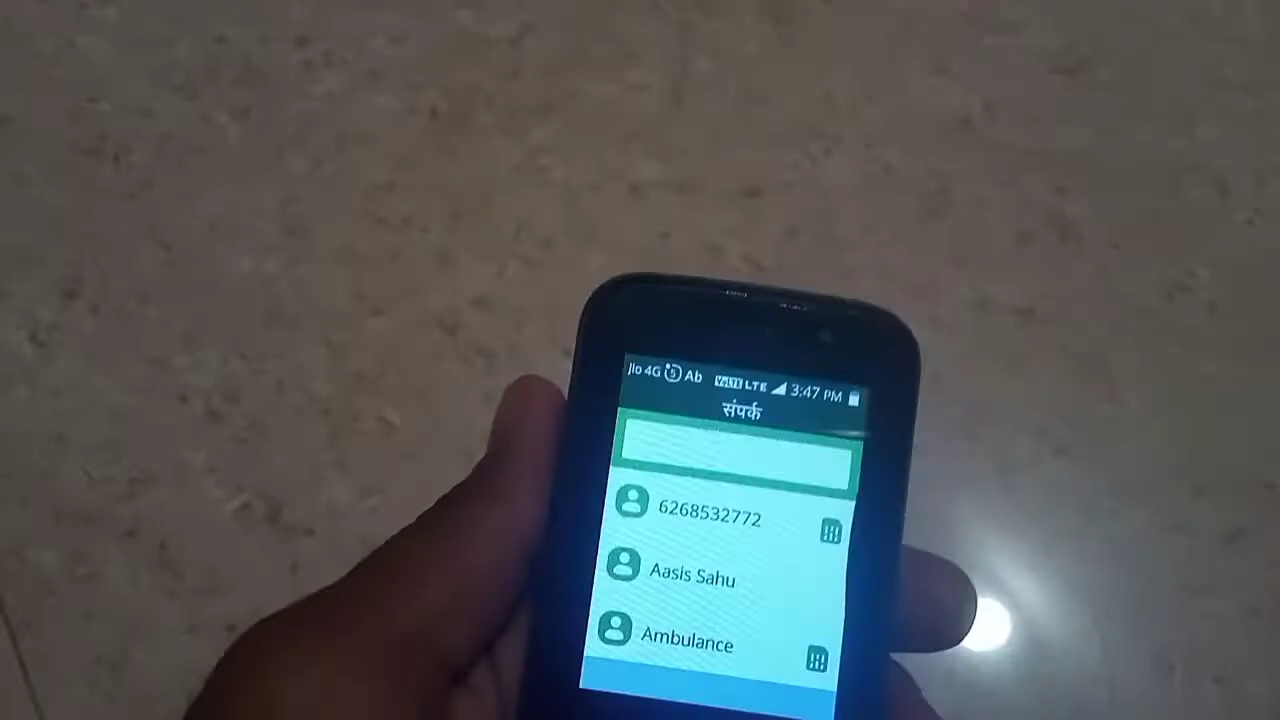 Jio 4G 5 Ab VoLTE LTE 3:47 PM
संपर्क
6268532772
Aasis Sahu
Ambulance